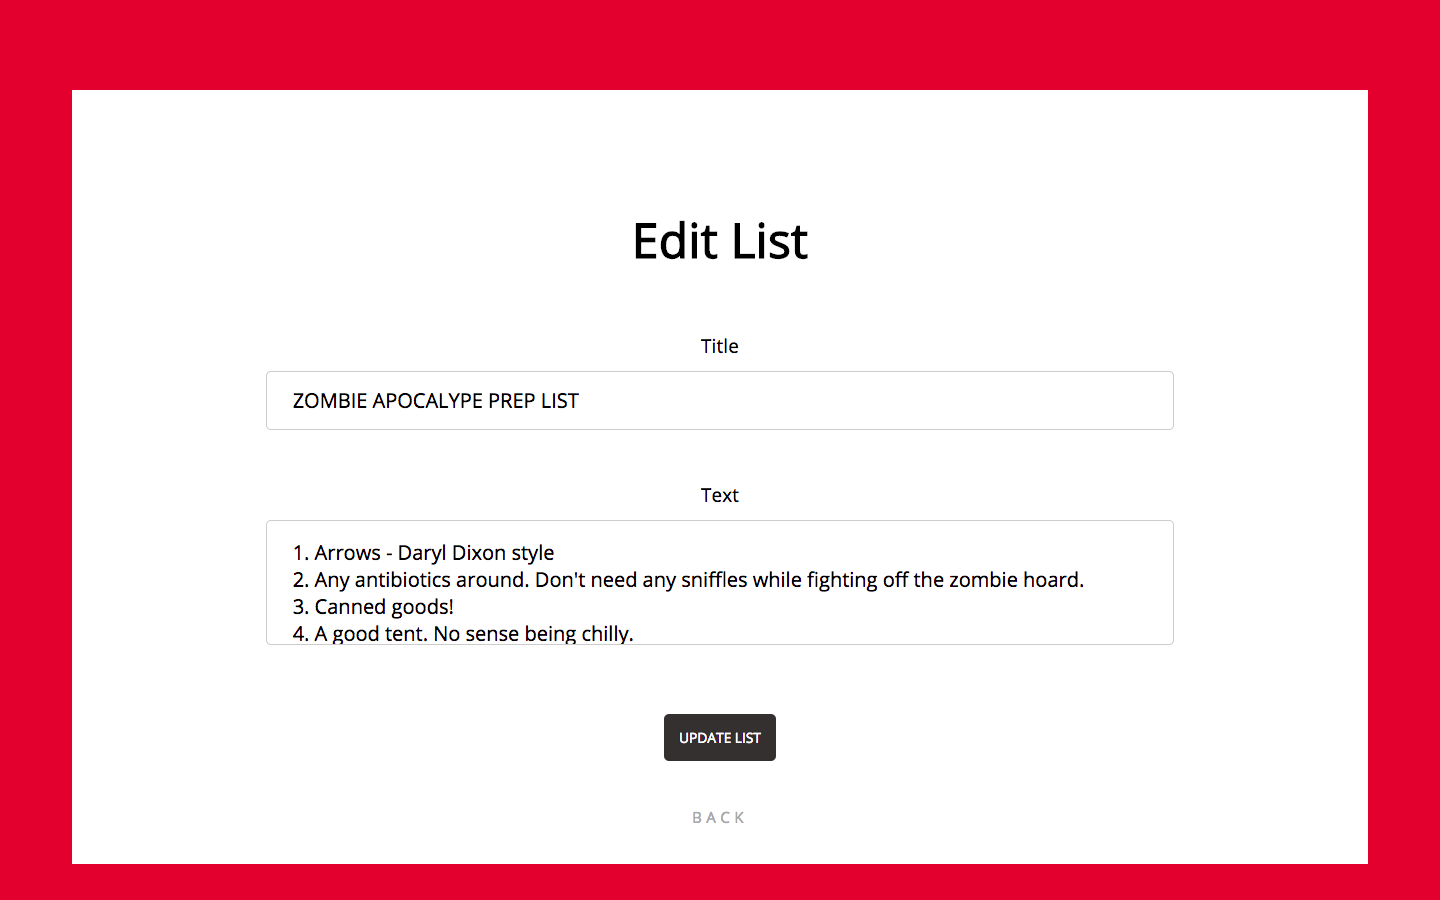 Edit List
Title
ZOMBIE APOCALYPE PREP LIST
Text
1. Arrows - Daryl Dixon style
2. Any antibiotics around. Don't need any sniffles while fighting off the zombie hoard.
3. Canned goods!
4. A good tent. No sense being chilly.
UPDATE LIST
BACK